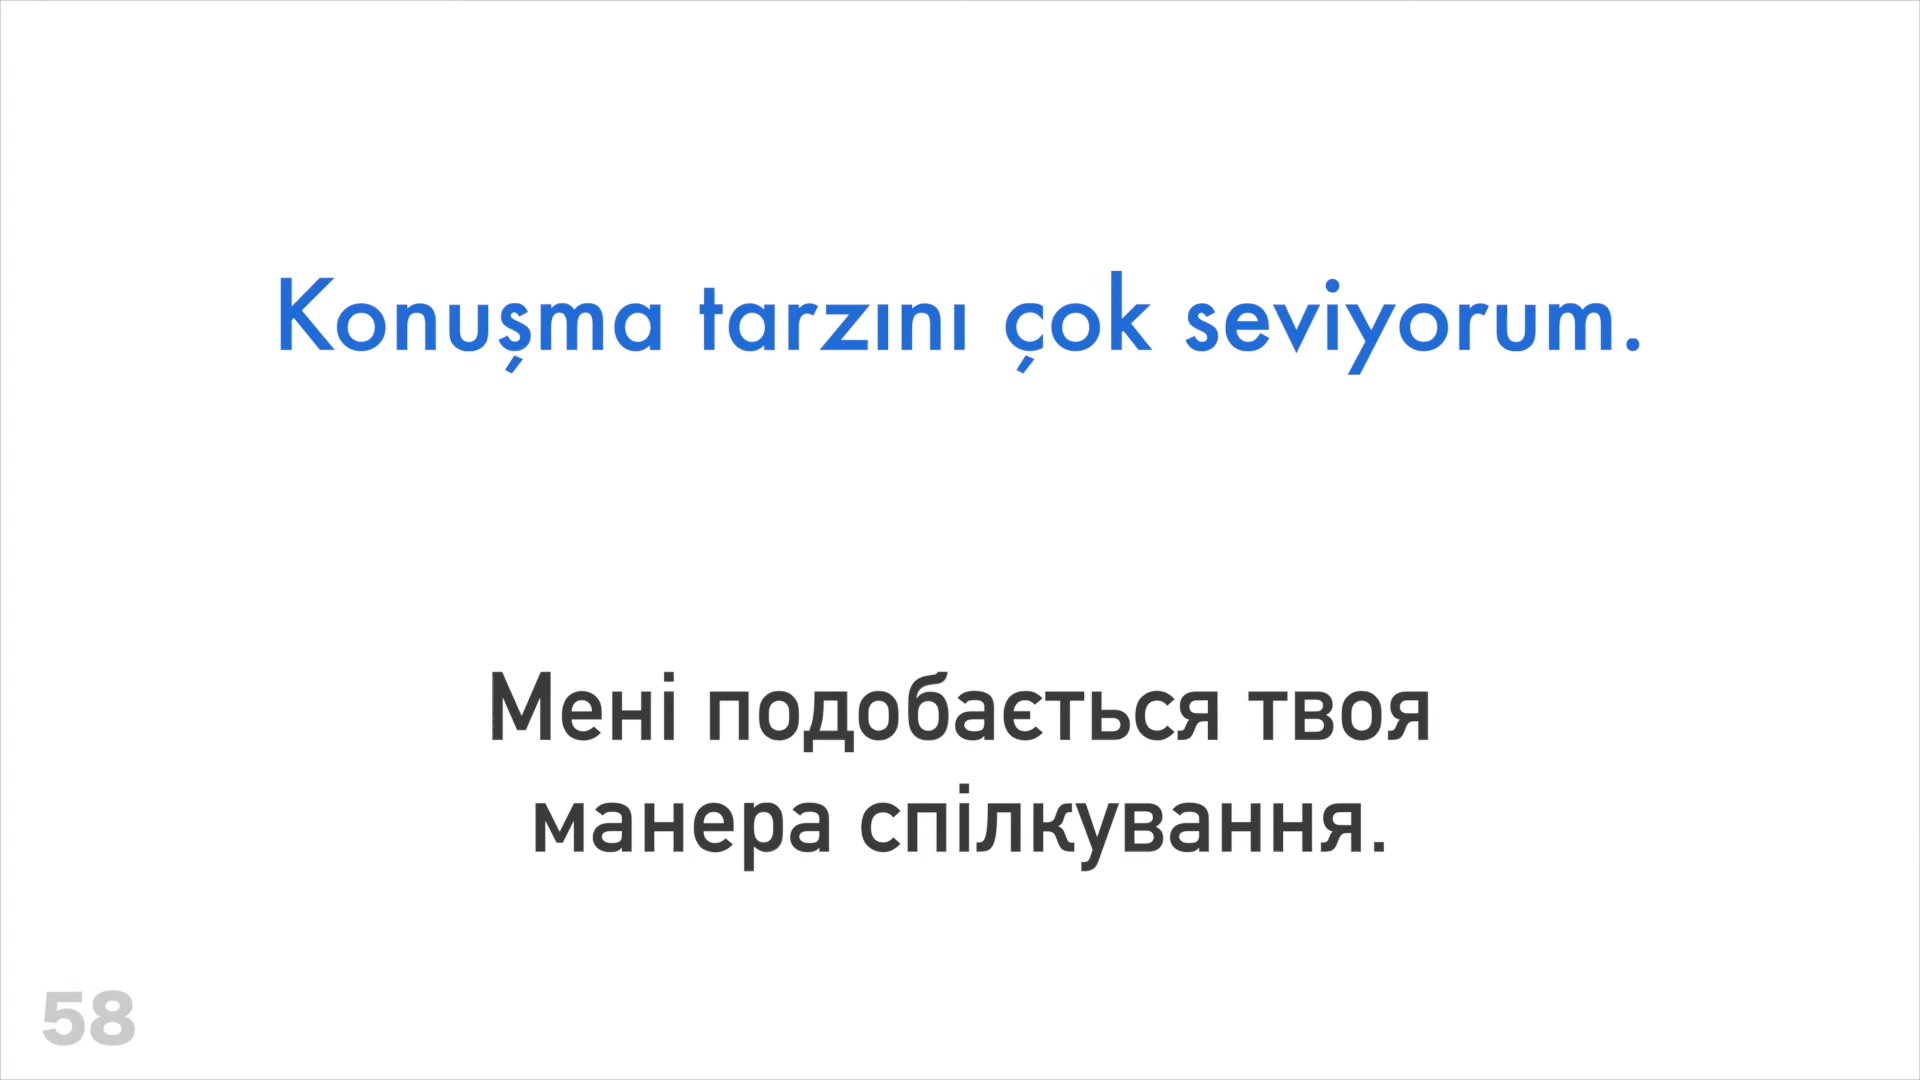 Konuşma tarzını çok seviyorum.
Мені подобається твоя
манера спілкування.
58